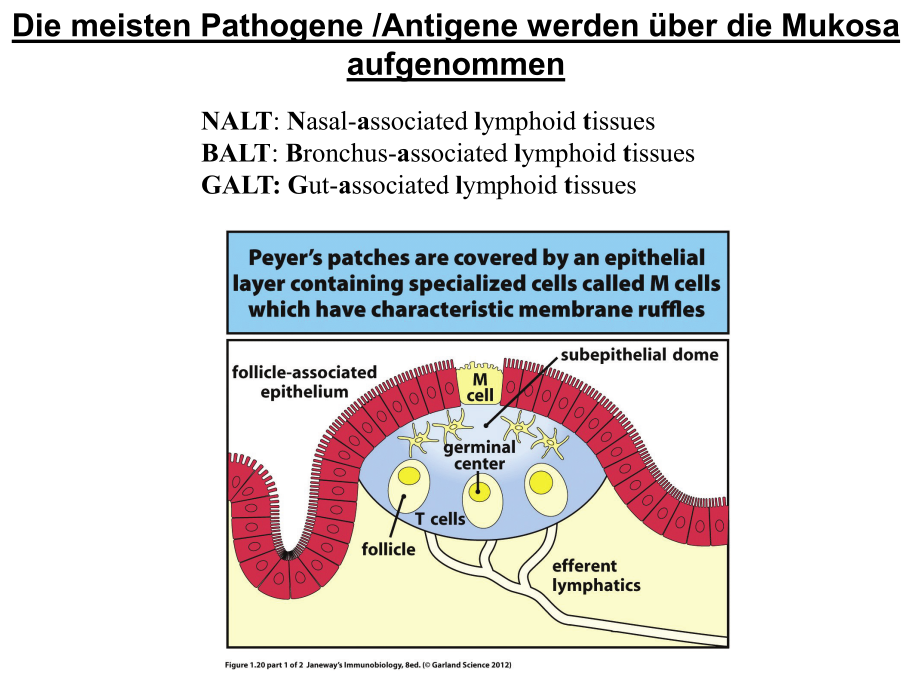 Die meisten Pathogene /Antigene werden über die Mukosa
aufgenommen
NALT: Nasal-associated lymphoid tissues
BALT: Bronchus-associated lymphoid tissues
GALT: Gut-associated lymphoid tissues
Peyer’s patches are covered by an epithelial
layer containing specialized cells called M cells
which have characteristic membrane ruffles
subepithelial dome
follicle-associated
epithelium
M
cell
germinal
center
T cells
follicle
efferent
lymphatics
Figure 1.20 part 1 of 2 Janeway’s Immunobiology, 8ed. (© Garland Science 2012)